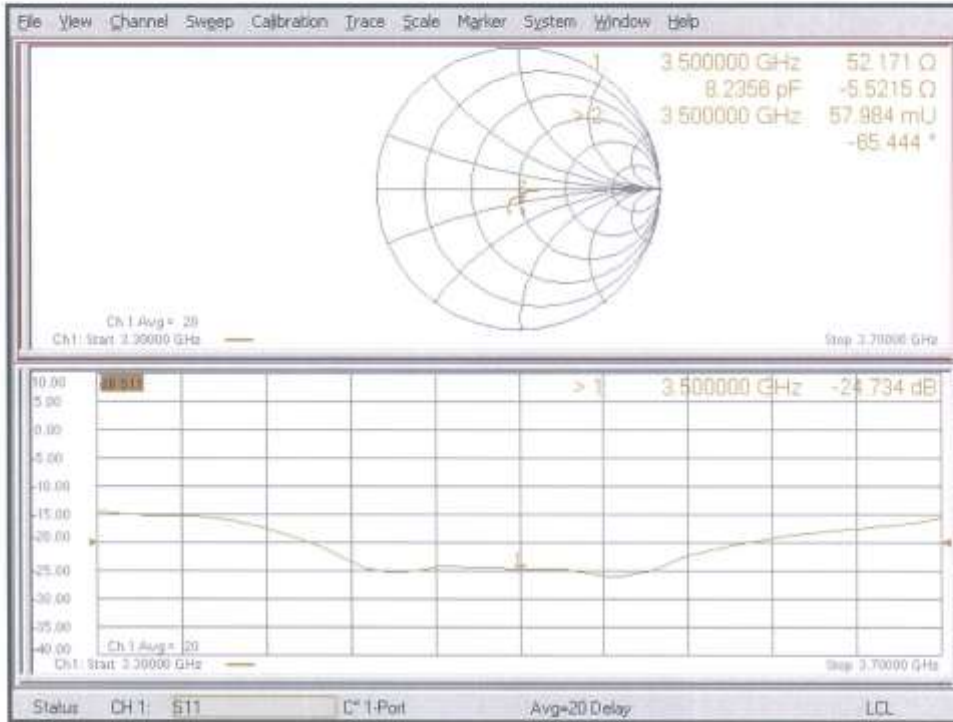 File View Channel Sweep Calibration Trace Scale Marker System Window Help
1 3.500000 GHz 52.171 Ω
8.2356 pF -5.5215 Ω
> 2 3.500000 GHz 57.984 mU
-65.444 °
Ch 1 Avg = 20
Ch1: Start 3.30000 GHz
Stop 3.70000 GHz
10.00
5.00
0.00
-5.00
-10.00
-15.00
-20.00
-25.00
-30.00
-35.00
-40.00
> 1 3.500000 GHz -24.734 dB
1
Ch 1 Avg = 20
Ch1: Start 3.30000 GHz
Stop 3.70000 GHz
Status CH 1: S11 C* 1-Port Avg=20 Delay LCL